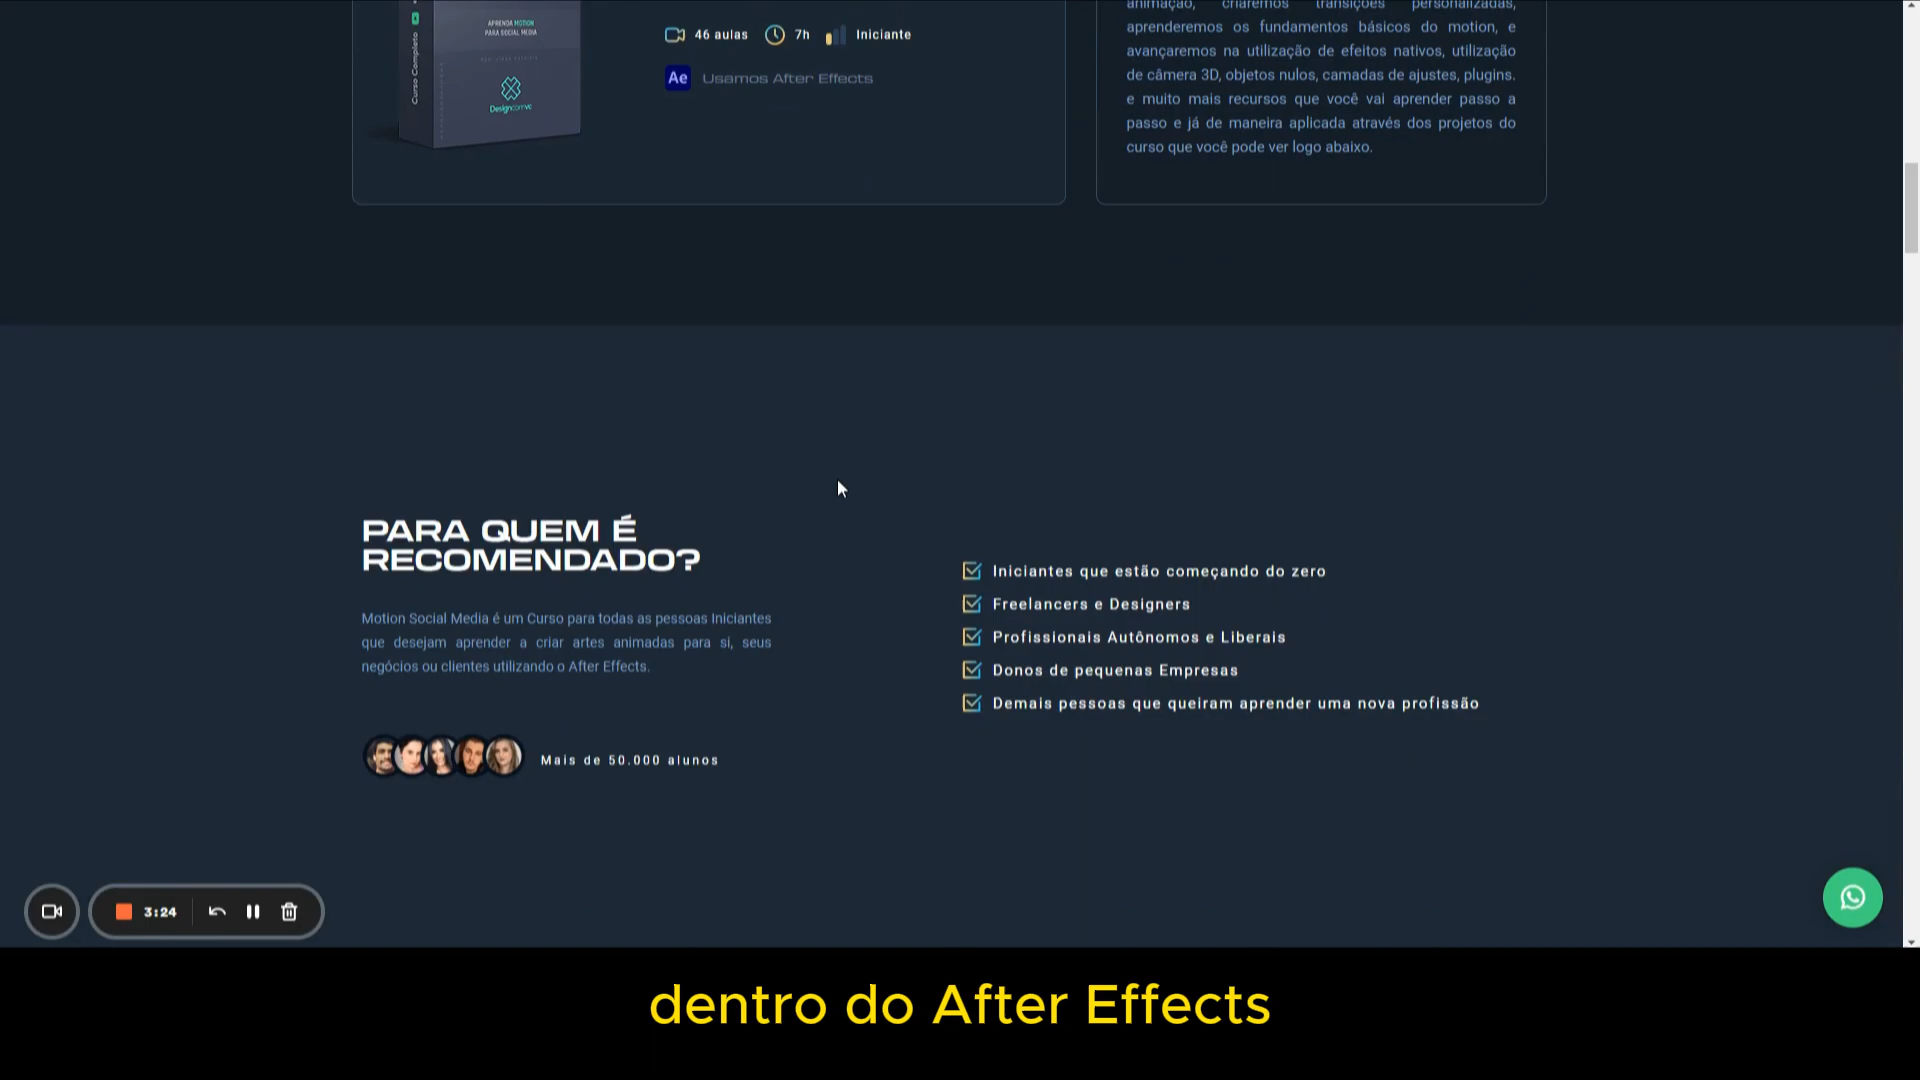 animação, criaremos transições personalizadas,
aprenderemos os fundamentos básicos do motion, e
avançaremos na utilização de efeitos nativos, utilização
de câmera 3D, objetos nulos, camadas de ajustes, plugins.
e muito mais recursos que você vai aprender passo a
passo e já de maneira aplicada através dos projetos do
curso que você pode ver logo abaixo.
Curso Completo
APRENDA MOTION
PARA SOCIAL MEDIA
Designcomvc
46 aulas 7h Iniciante
Ae Usamos After Effects
PARA QUEM É
RECOMENDADO?
Motion Social Media é um Curso para todas as pessoas Iniciantes
que desejam aprender a criar artes animadas para si, seus
negócios ou clientes utilizando o After Effects.
Mais de 50.000 alunos
Iniciantes que estão começando do zero
Freelancers e Designers
Profissionais Autônomos e Liberais
Donos de pequenas Empresas
Demais pessoas que queiram aprender uma nova profissão
3:24
dentro do After Effects